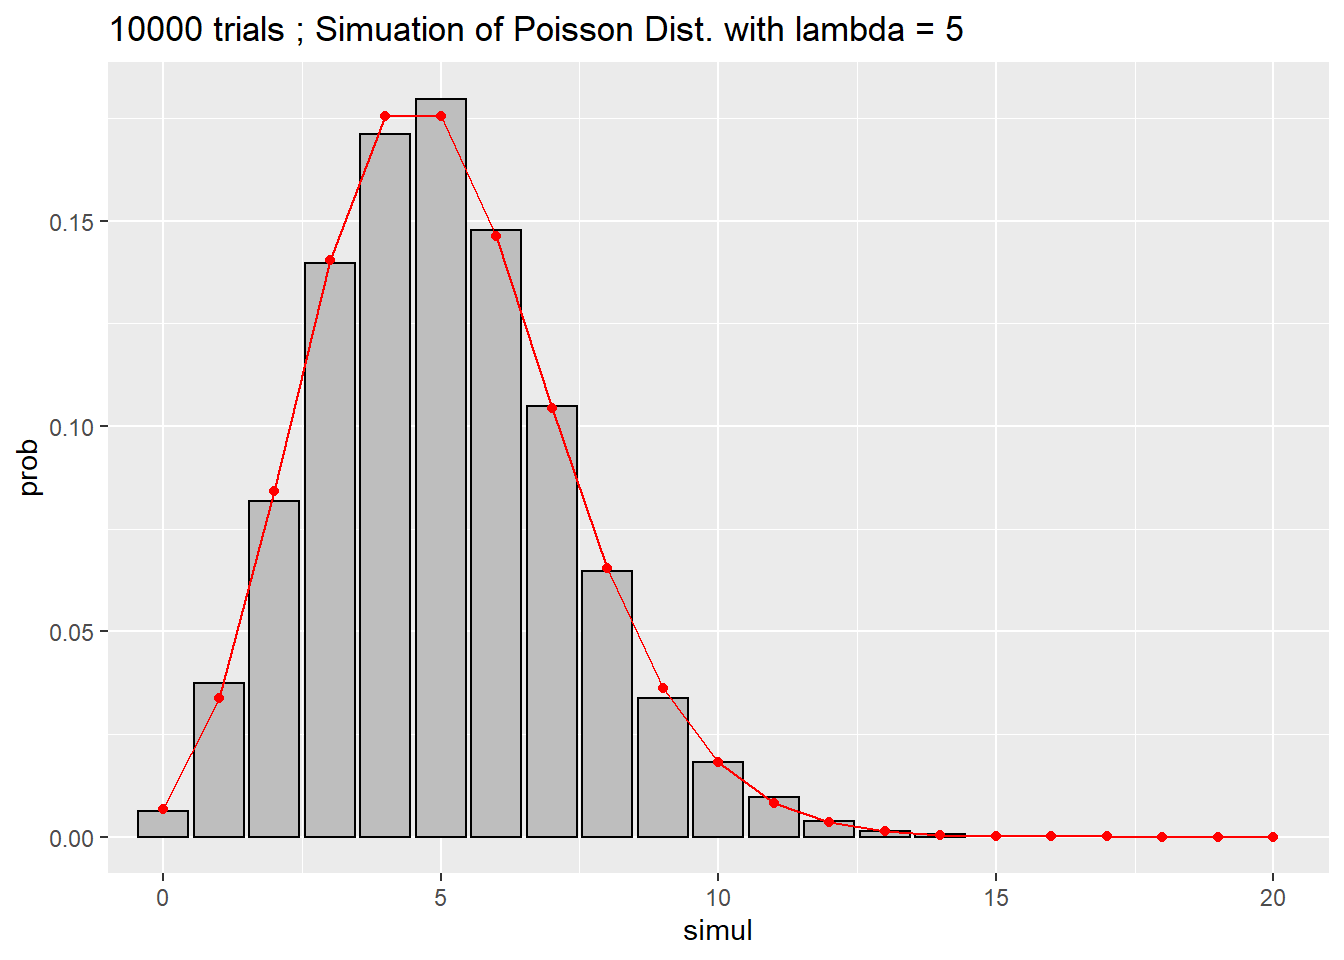 10000 trials ; Simuation of Poisson Dist. with lambda = 5
prob
0.15
0.10
0.05
0.00
0 5 10 15 20
simul